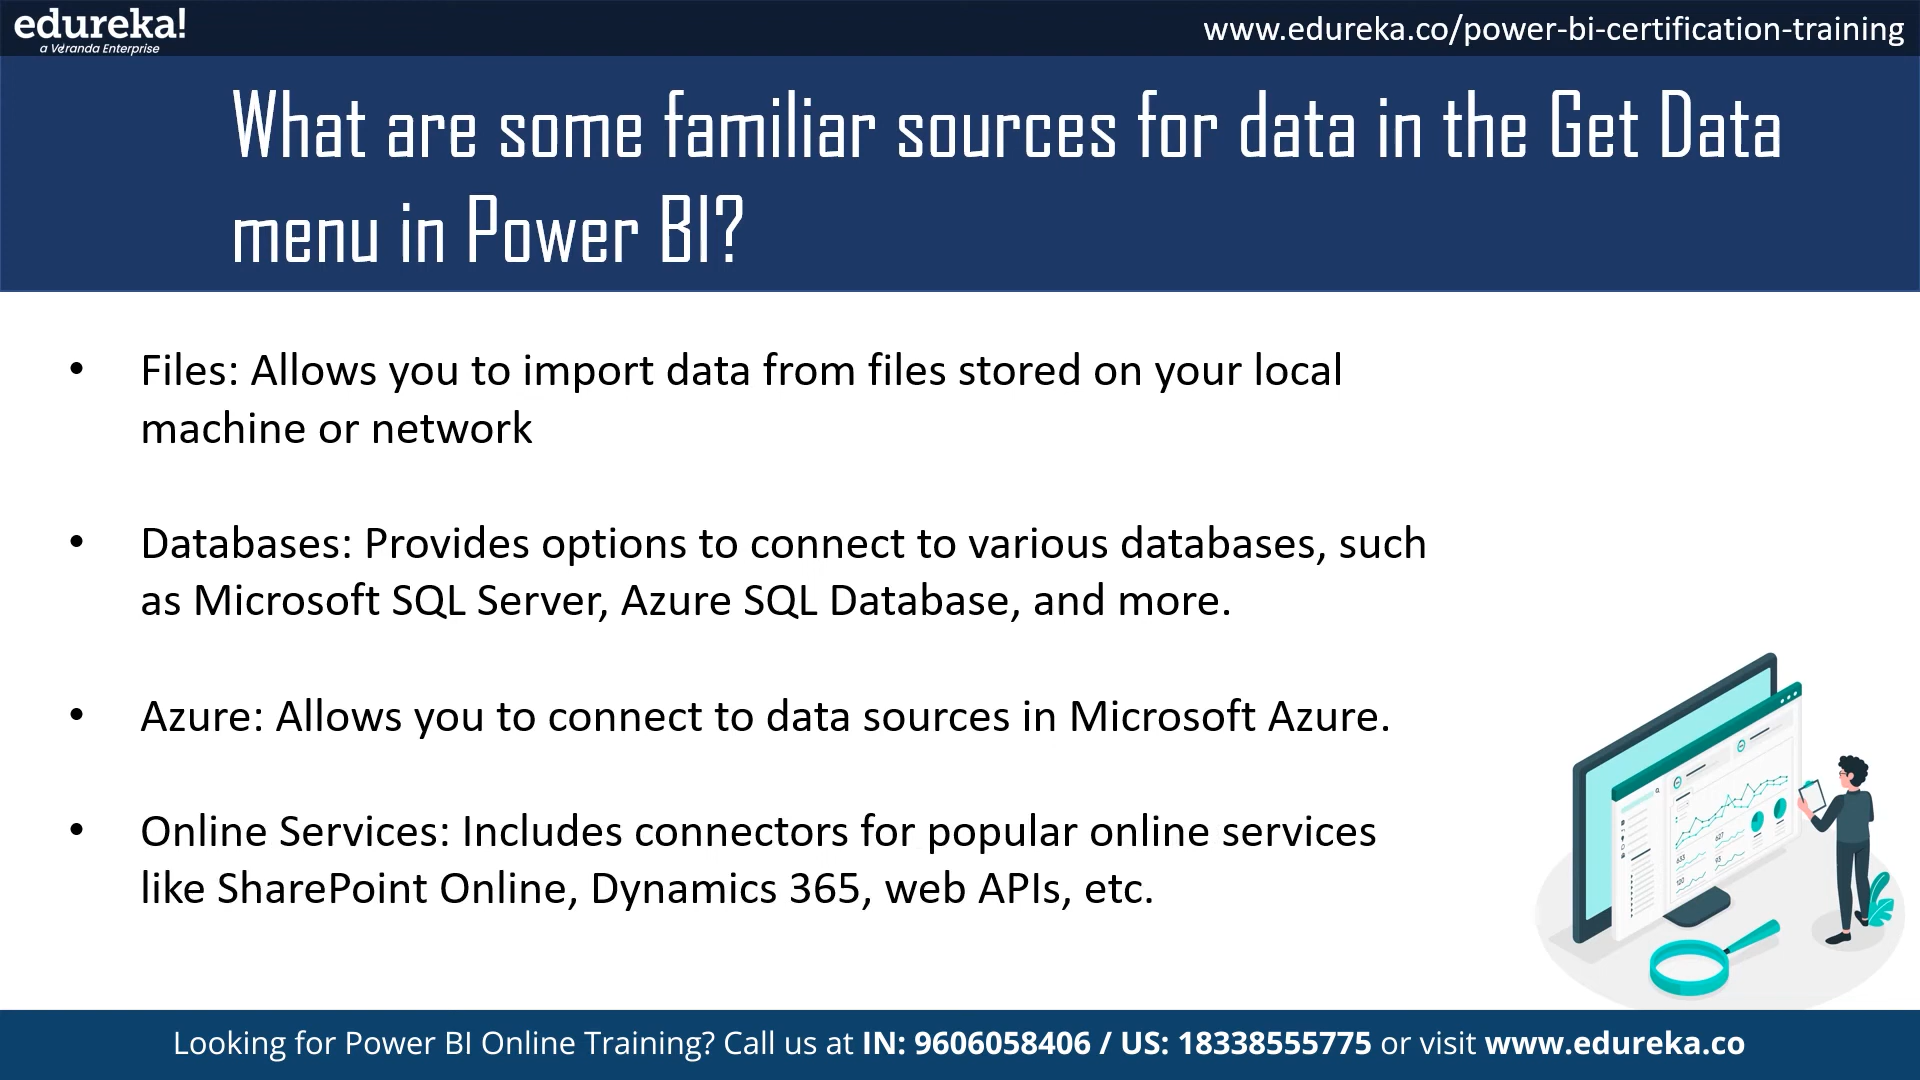 edureka!
a Veranda Enterprise
www.edureka.co/power-bi-certification-training
What are some familiar sources for data in the Get Data
menu in Power BI?
• Files: Allows you to import data from files stored on your local
machine or network
• Databases: Provides options to connect to various databases, such
as Microsoft SQL Server, Azure SQL Database, and more.
• Azure: Allows you to connect to data sources in Microsoft Azure.
• Online Services: Includes connectors for popular online services
like SharePoint Online, Dynamics 365, web APIs, etc.
Looking for Power BI Online Training? Call us at IN: 9606058406 / US: 18338555775 or visit www.edureka.co